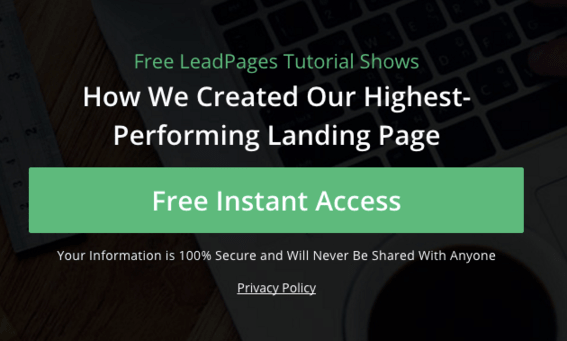 Free LeadPages Tutorial Shows
How We Created Our Highest-
Performing Landing Page
Free Instant Access
Your Information is 100% Secure and Will Never Be Shared With Anyone
Privacy Policy